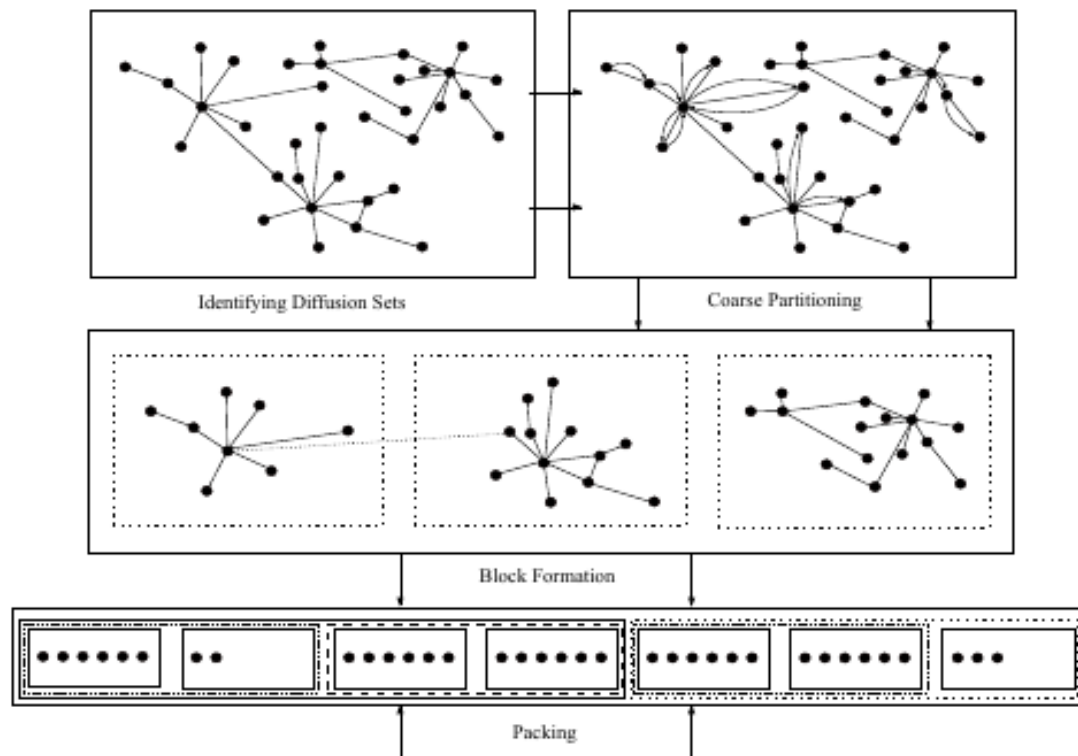 Identifying Diffusion Sets
Coarse Partitioning
Block Formation
Packing